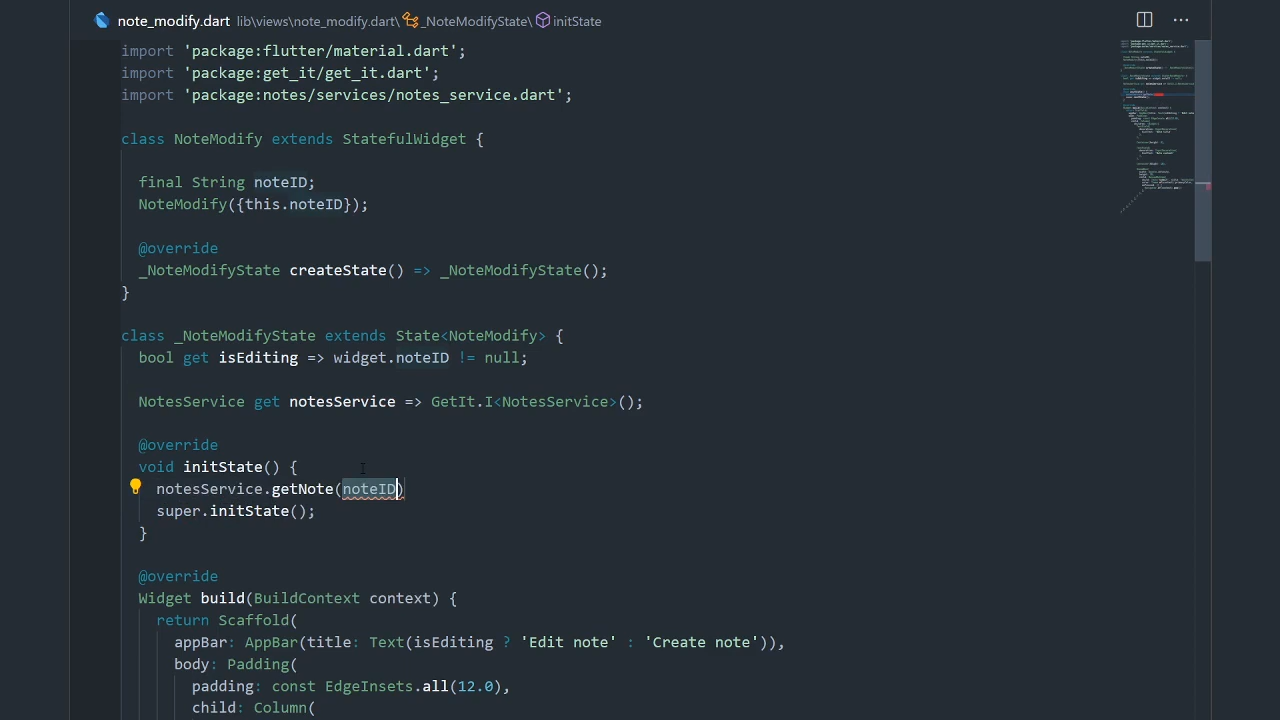 note_modify.dart lib\views\note_modify.dart\ _NoteModifyState\ initState
import 'package:flutter/material.dart';
import 'package:get_it/get_it.dart';
import 'package:notes/services/notes_service.dart';
class NoteModify extends StatefulWidget {
final String noteID;
NoteModify({this.noteID});
@override
_NoteModifyState createState() => _NoteModifyState();
}
class _NoteModifyState extends State<NoteModify> {
bool get isEditing => widget.noteID != null;
NotesService get notesService => GetIt.I<NotesService>();
@override
void initState() {
notesService.getNote(noteID)
super.initState();
}
@override
Widget build(BuildContext context) {
return Scaffold(
appBar: AppBar(title: Text(isEditing ? 'Edit note' : 'Create note')),
body: Padding(
padding: const EdgeInsets.all(12.0),
child: Column(